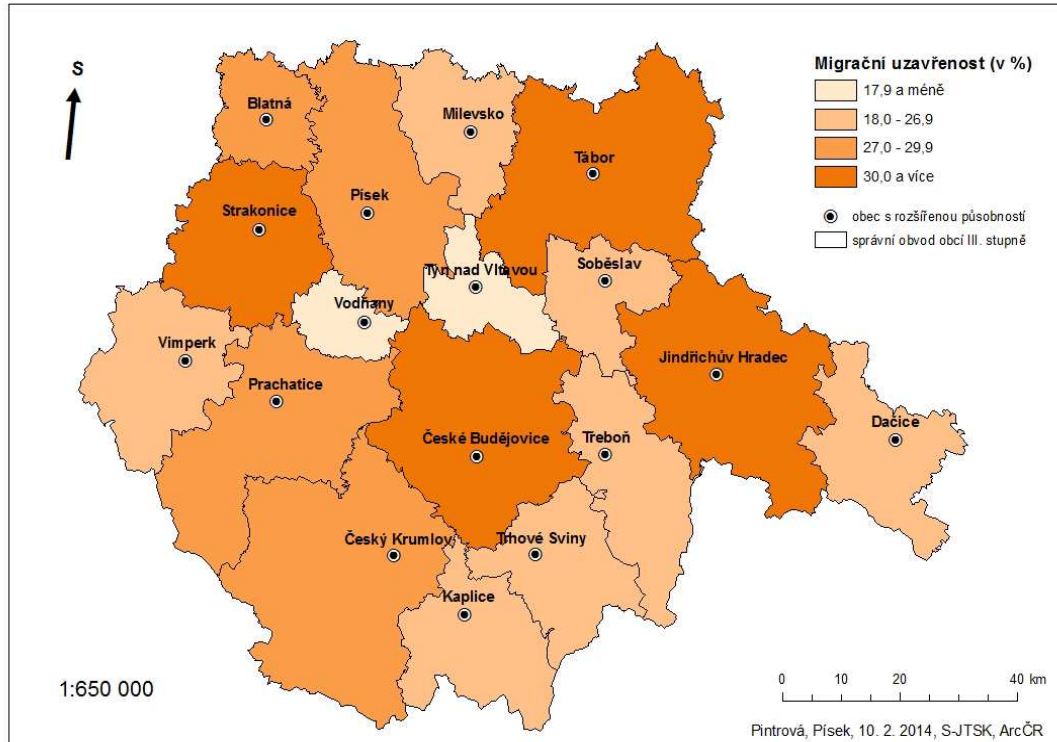 S
Migrační uzavřenost (v %)
17,9 a méně
18,0 - 26,9
27,0 - 29,9
30,0 a více
obec s rozšířenou působností
správní obvod obcí III. stupně
Blatná
Milevsko
Tábor
Písek
Strakonice
Týn nad Vltavou
Soběslav
Vodňany
Vimperk
Jindřichův Hradec
Prachatice
Dačice
České Budějovice
Treboň
Český Krumlov
Trhové Sviny
Kaplice
1:650 000
0 10 20 40 km
Pintrová, Písek, 10. 2. 2014, S-JTSK, ArcČR